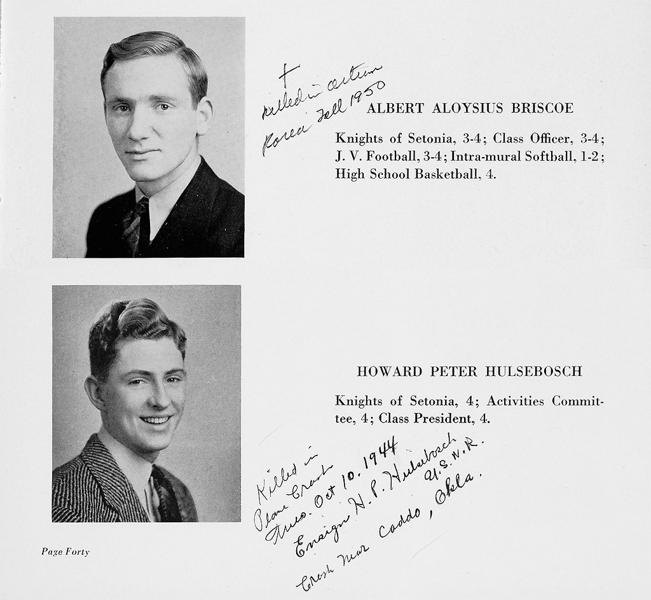 †
Killed in action
Korea Fall 1950
ALBERT ALOYSIUS BRISCOE
Knights of Setonia, 3-4; Class Officer, 3-4;
J. V. Football, 3-4; Intra-mural Softball, 1-2;
High School Basketball, 4.
HOWARD PETER HULSEBOSCH
Knights of Setonia, 4; Activities Commit-
tee, 4; Class President, 4.
Killed in
Plane Crash
Tues. Oct 10. 1944
Ensign H. P. Hulsebosch
U.S.N.R.
Crash near Caddo, Okla.
Page Forty